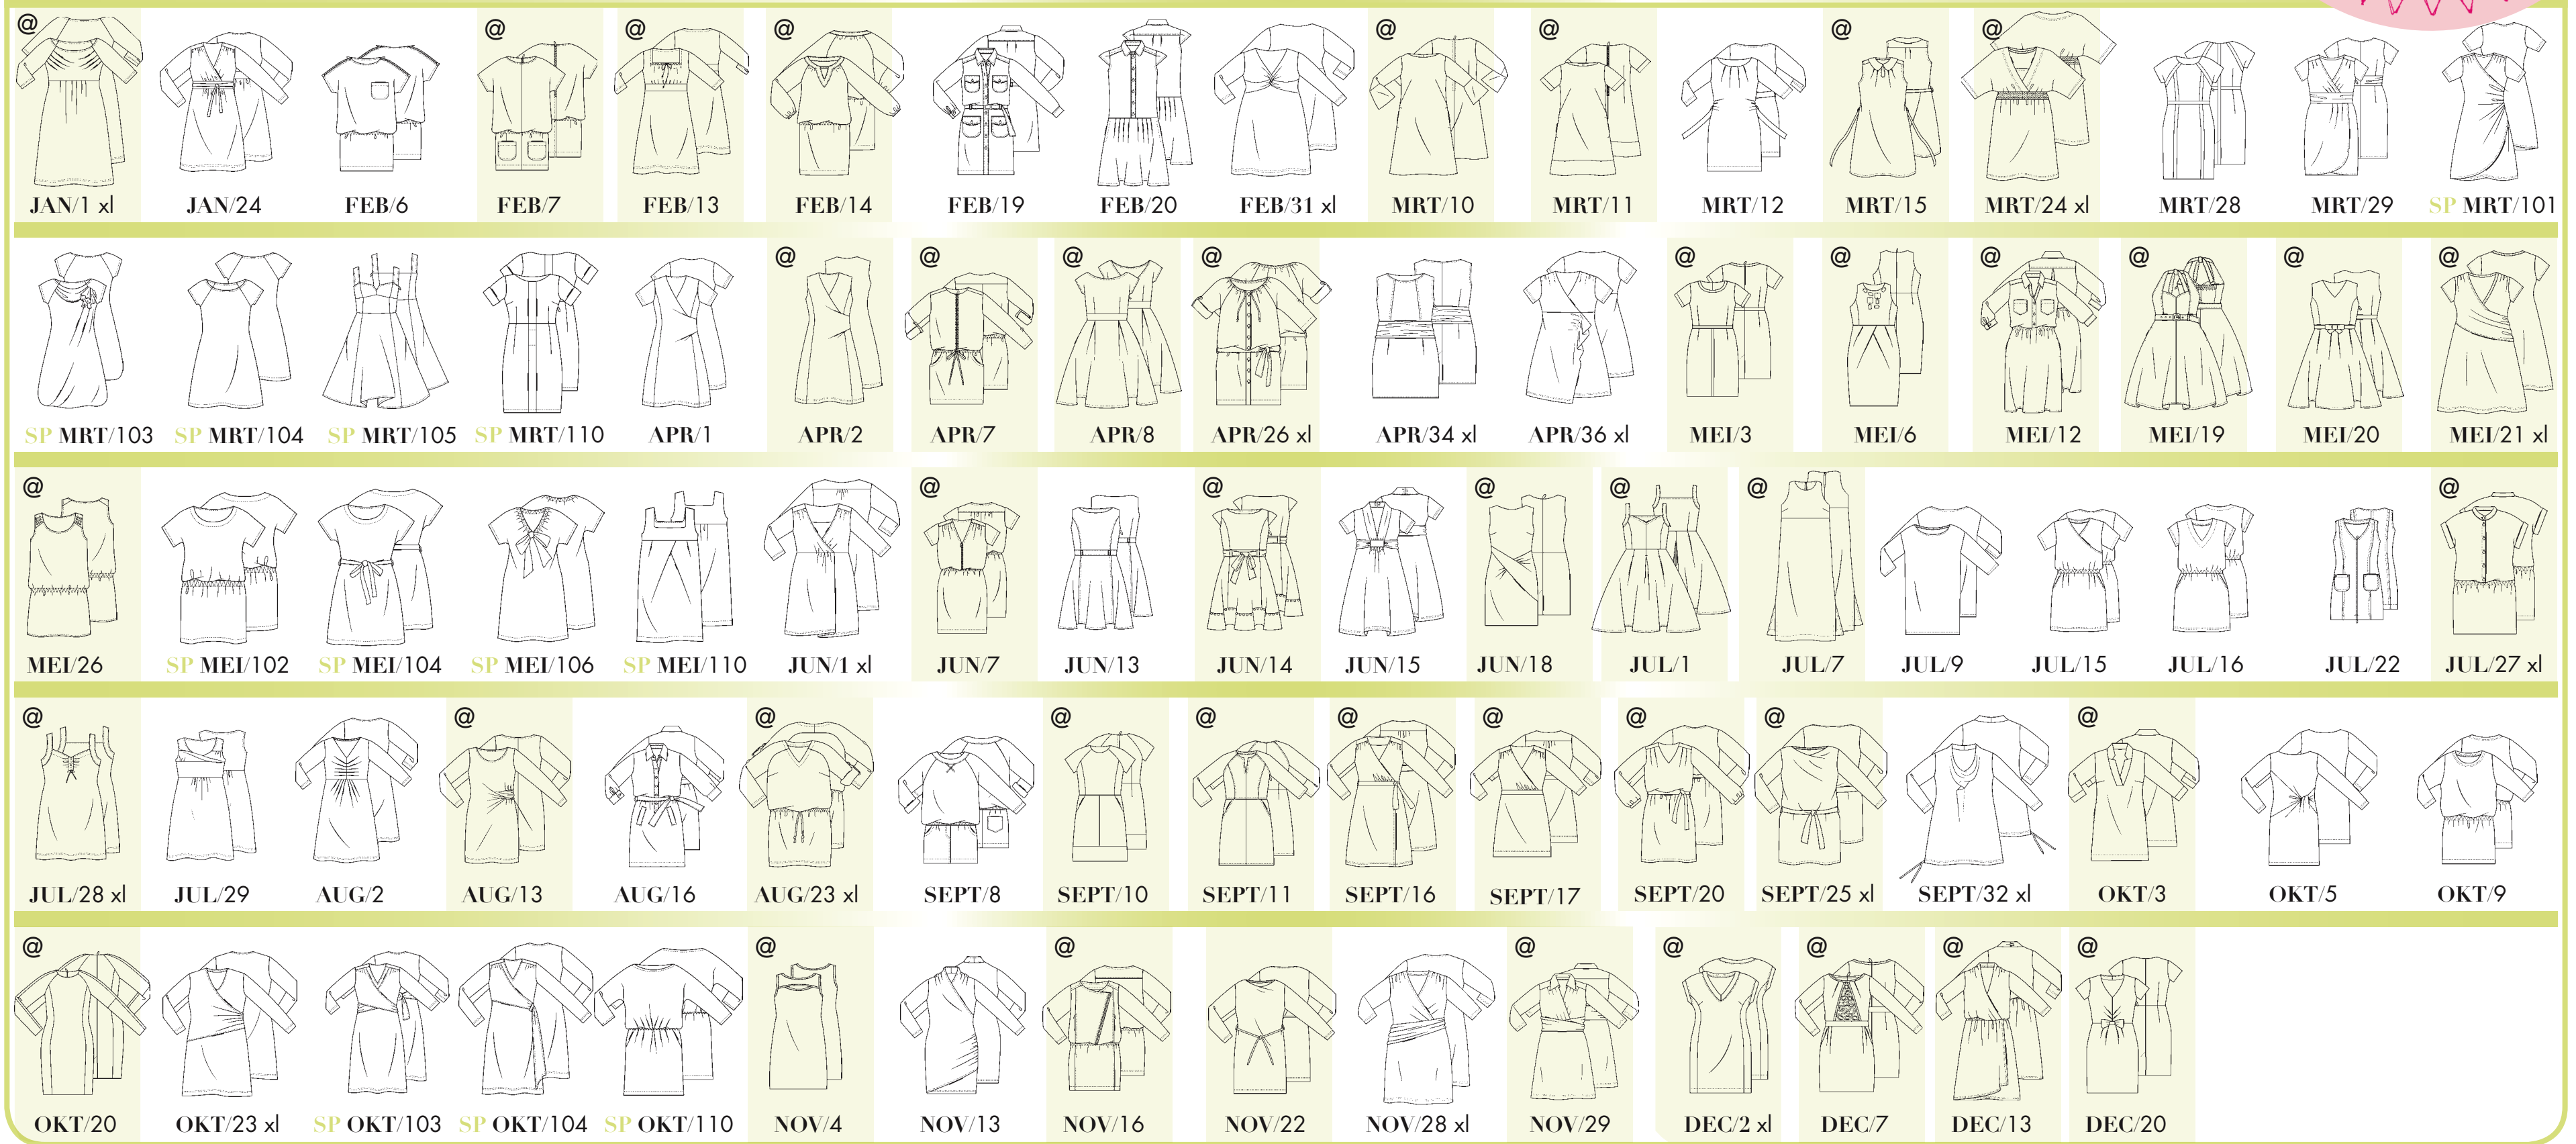 @ @ @ @ @ @ @ @ @
JAN/1 xl JAN/24 FEB/6 FEB/7 FEB/13 FEB/14 FEB/19 FEB/20 FEB/31 xl MRT/10 MRT/11 MRT/12 MRT/15 MRT/24 xl MRT/28 MRT/29 SP MRT/101
@ @ @ @ @ @ @ @ @ @
SP MRT/103 SP MRT/104 SP MRT/105 SP MRT/110 APR/1 APR/2 APR/7 APR/8 APR/26 xl APR/34 xl APR/36 xl MEI/3 MEI/6 MEI/12 MEI/19 MEI/20 MEI/21 xl
@ @ @ @ @ @ @
MEI/26 SP MEI/102 SP MEI/104 SP MEI/106 SP MEI/110 JUN/1 xl JUN/7 JUN/13 JUN/14 JUN/15 JUN/18 JUL/1 JUL/7 JUL/9 JUL/15 JUL/16 JUL/22 JUL/27 xl
@ @ @ @ @ @ @ @ @ @
JUL/28 xl JUL/29 AUG/2 AUG/13 AUG/16 AUG/23 xl SEPT/8 SEPT/10 SEPT/11 SEPT/16 SEPT/17 SEPT/20 SEPT/25 xl SEPT/32 xl OKT/3 OKT/5 OKT/9
@ @ @ @ @ @ @ @
OKT/20 OKT/23 xl SP OKT/103 SP OKT/104 SP OKT/110 NOV/4 NOV/13 NOV/16 NOV/22 NOV/28 xl NOV/29 DEC/2 xl DEC/7 DEC/13 DEC/20